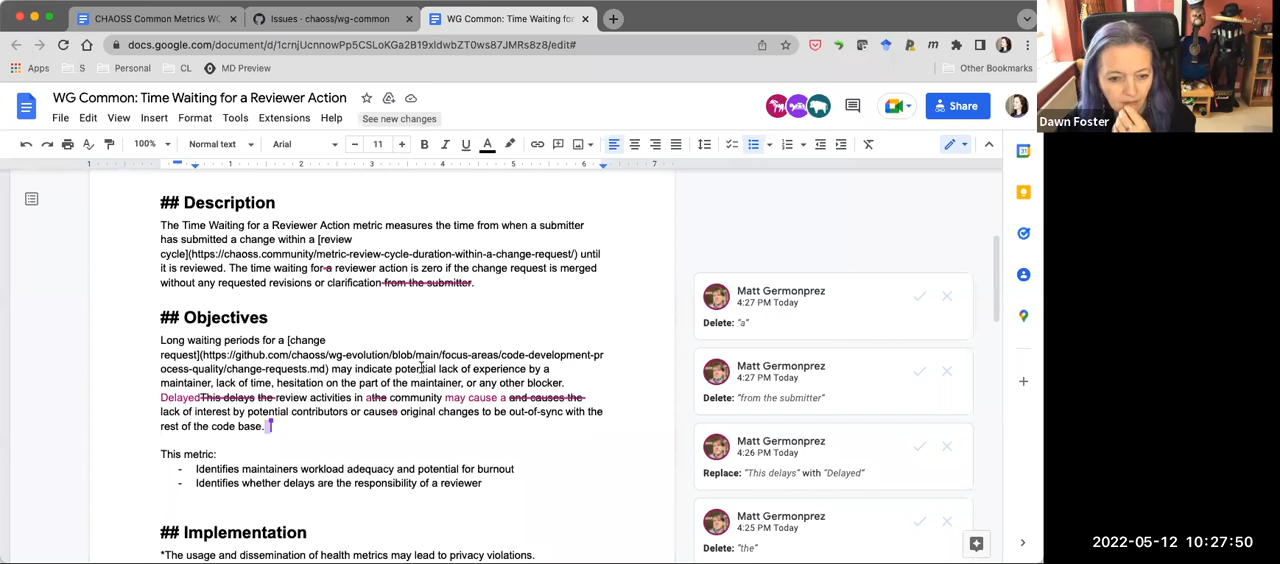 CHAOSS Common Metrics WG
Issues · chaoss/wg-common
WG Common: Time Waiting for
docs.google.com/document/d/1crnjUcnnowPp5CSLoKGa2B19xldwbZT0ws87JMRs8z8/edit#
Apps
S
Personal
CL
MD Preview
Other Bookmarks
Dawn Foster
WG Common: Time Waiting for a Reviewer Action
File Edit View Insert Format Tools Extensions Help
See new changes
Share
100%
Normal text
Arial
11
## Description
The Time Waiting for a Reviewer Action metric measures the time from when a submitter
has submitted a change within a [review
cycle](https://chaoss.community/metric-review-cycle-duration-within-a-change-request/) until
it is reviewed. The time waiting for a reviewer action is zero if the change request is merged
without any requested revisions or clarification from the submitter.
## Objectives
Long waiting periods for a [change
request](https://github.com/chaoss/wg-evolution/blob/main/focus-areas/code-development-pr
ocess-quality/change-requests.md) may indicate potential lack of experience by a
maintainer, lack of time, hesitation on the part of the maintainer, or any other blocker.
DelayedThis delays the review activities in athe community may cause a and causes the
lack of interest by potential contributors or causes original changes to be out-of-sync with the
rest of the code base.
This metric:
- Identifies maintainers workload adequacy and potential for burnout
- Identifies whether delays are the responsibility of a reviewer
## Implementation
*The usage and dissemination of health metrics may lead to privacy violations.
Matt Germonprez
4:27 PM Today
Delete: "a"
Matt Germonprez
4:27 PM Today
Delete: "from the submitter"
Matt Germonprez
4:26 PM Today
Replace: "This delays" with "Delayed"
Matt Germonprez
4:25 PM Today
Delete: "the"
2022-05-12 10:27:50